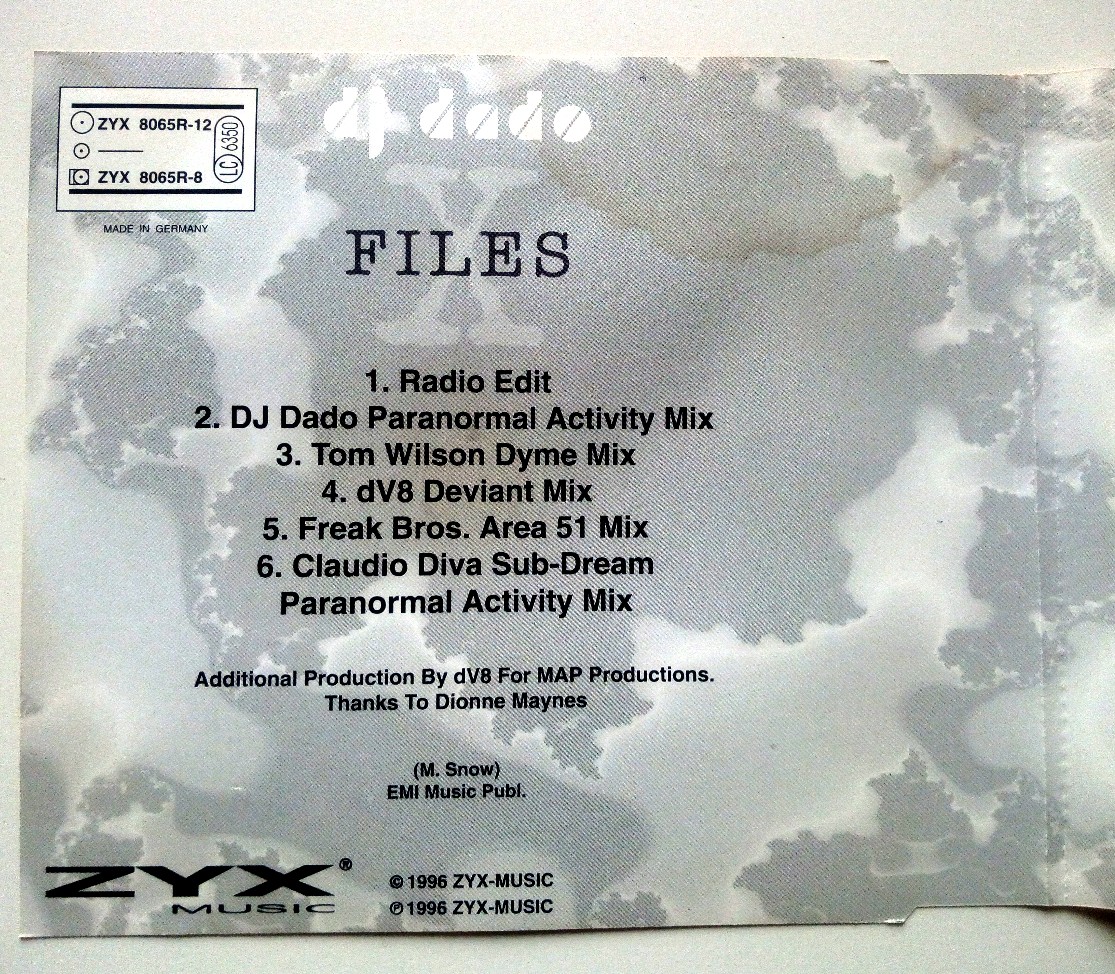 ZYX 8065R-12
ZYX 8065R-8
LC 6350
MADE IN GERMANY
dj dado
X
FILES
1. Radio Edit
2. DJ Dado Paranormal Activity Mix
3. Tom Wilson Dyme Mix
4. dV8 Deviant Mix
5. Freak Bros. Area 51 Mix
6. Claudio Diva Sub-Dream
Paranormal Activity Mix
Additional Production By dV8 For MAP Productions.
Thanks To Dionne Maynes
(M. Snow)
EMI Music Publ.
ZYX®
MUSIC
© 1996 ZYX-MUSIC
℗ 1996 ZYX-MUSIC